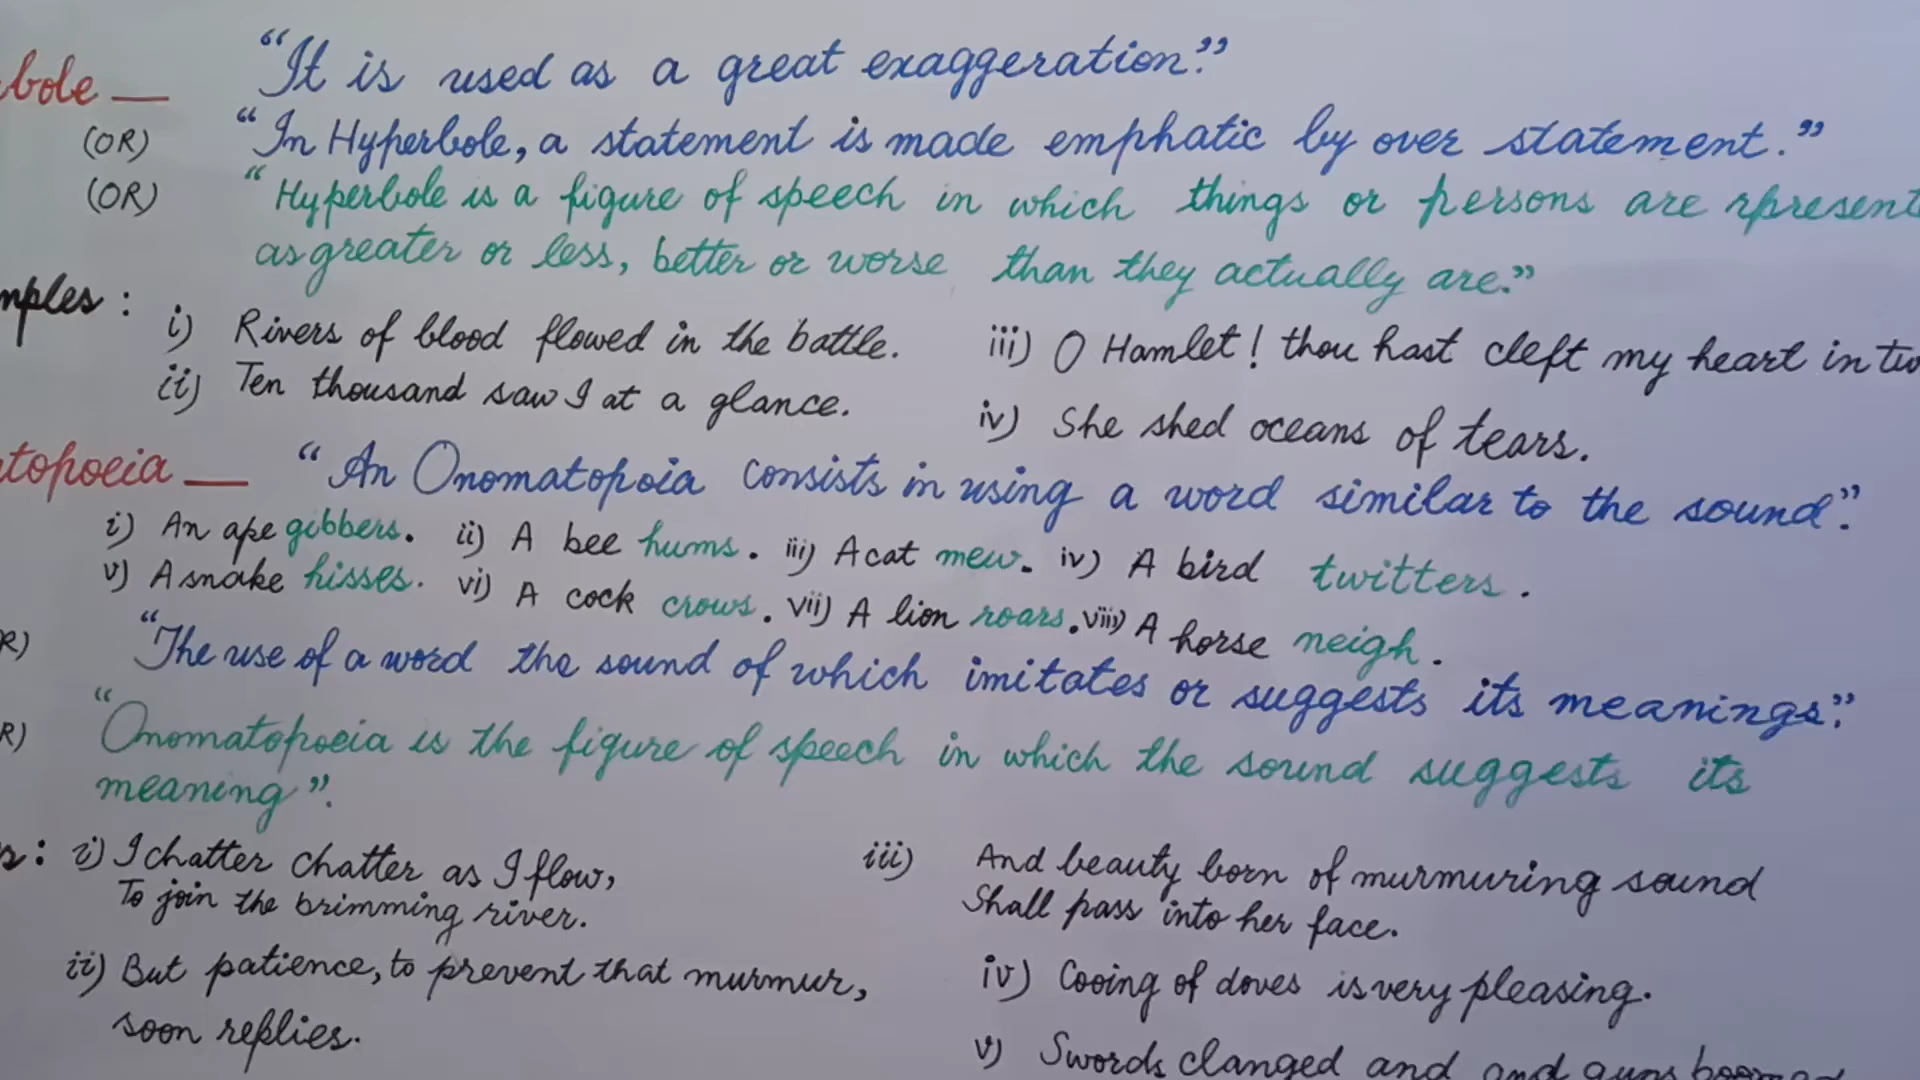 bole — "It is used as a great exaggeration."
(OR) "In Hyperbole, a statement is made emphatic by over statement."
(OR) "Hyperbole is a figure of speech in which things or persons are rpresent
as greater or less, better or worse than they actually are."
mples :
i) Rivers of blood flowed in the battle. iii) O Hamlet! thou hast cleft my heart in tw
ii) Ten thousand saw I at a glance. iv) She shed oceans of tears.
topoeia — "An Onomatopoia consists in using a word similar to the sound."
i) An ape gibbers. ii) A bee hums. iii) A cat mew. iv) A bird twitters.
v) A snake hisses. vi) A cock crows. vii) A lion roars. viii) A horse neigh.
R) "The use of a word the sound of which imitates or suggests its meanings."
R) "Onomatopoeia is the figure of speech in which the sound suggests its
meaning".
s: i) I chatter chatter as I flow,
To join the brimming river.
ii) But patience, to prevent that murmur,
soon replies.
iii) And beauty born of murmuring sound
Shall pass into her face.
iv) Cooing of doves is very pleasing.
v) Swords clanged and and guns boomed